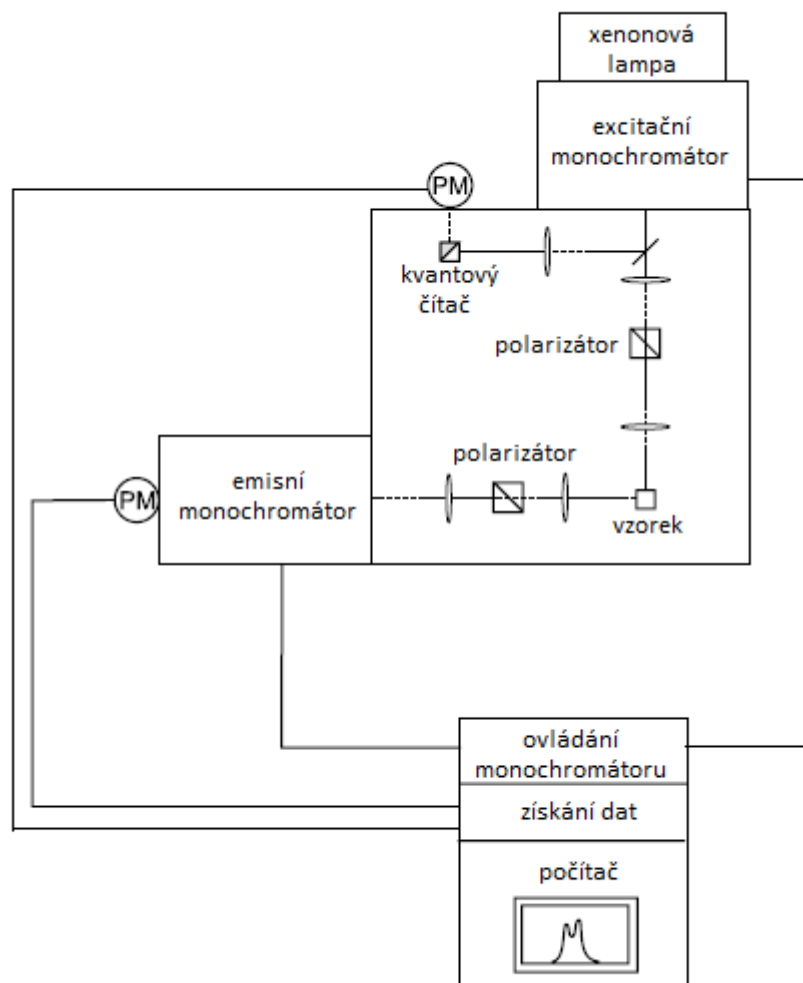 xenonová
lampa
excitační
monochromátor
PM
kvantový
čítač
polarizátor
polarizátor
emisní
monochromátor
PM
vzorek
ovládání
monochromátoru
získání dat
počítač